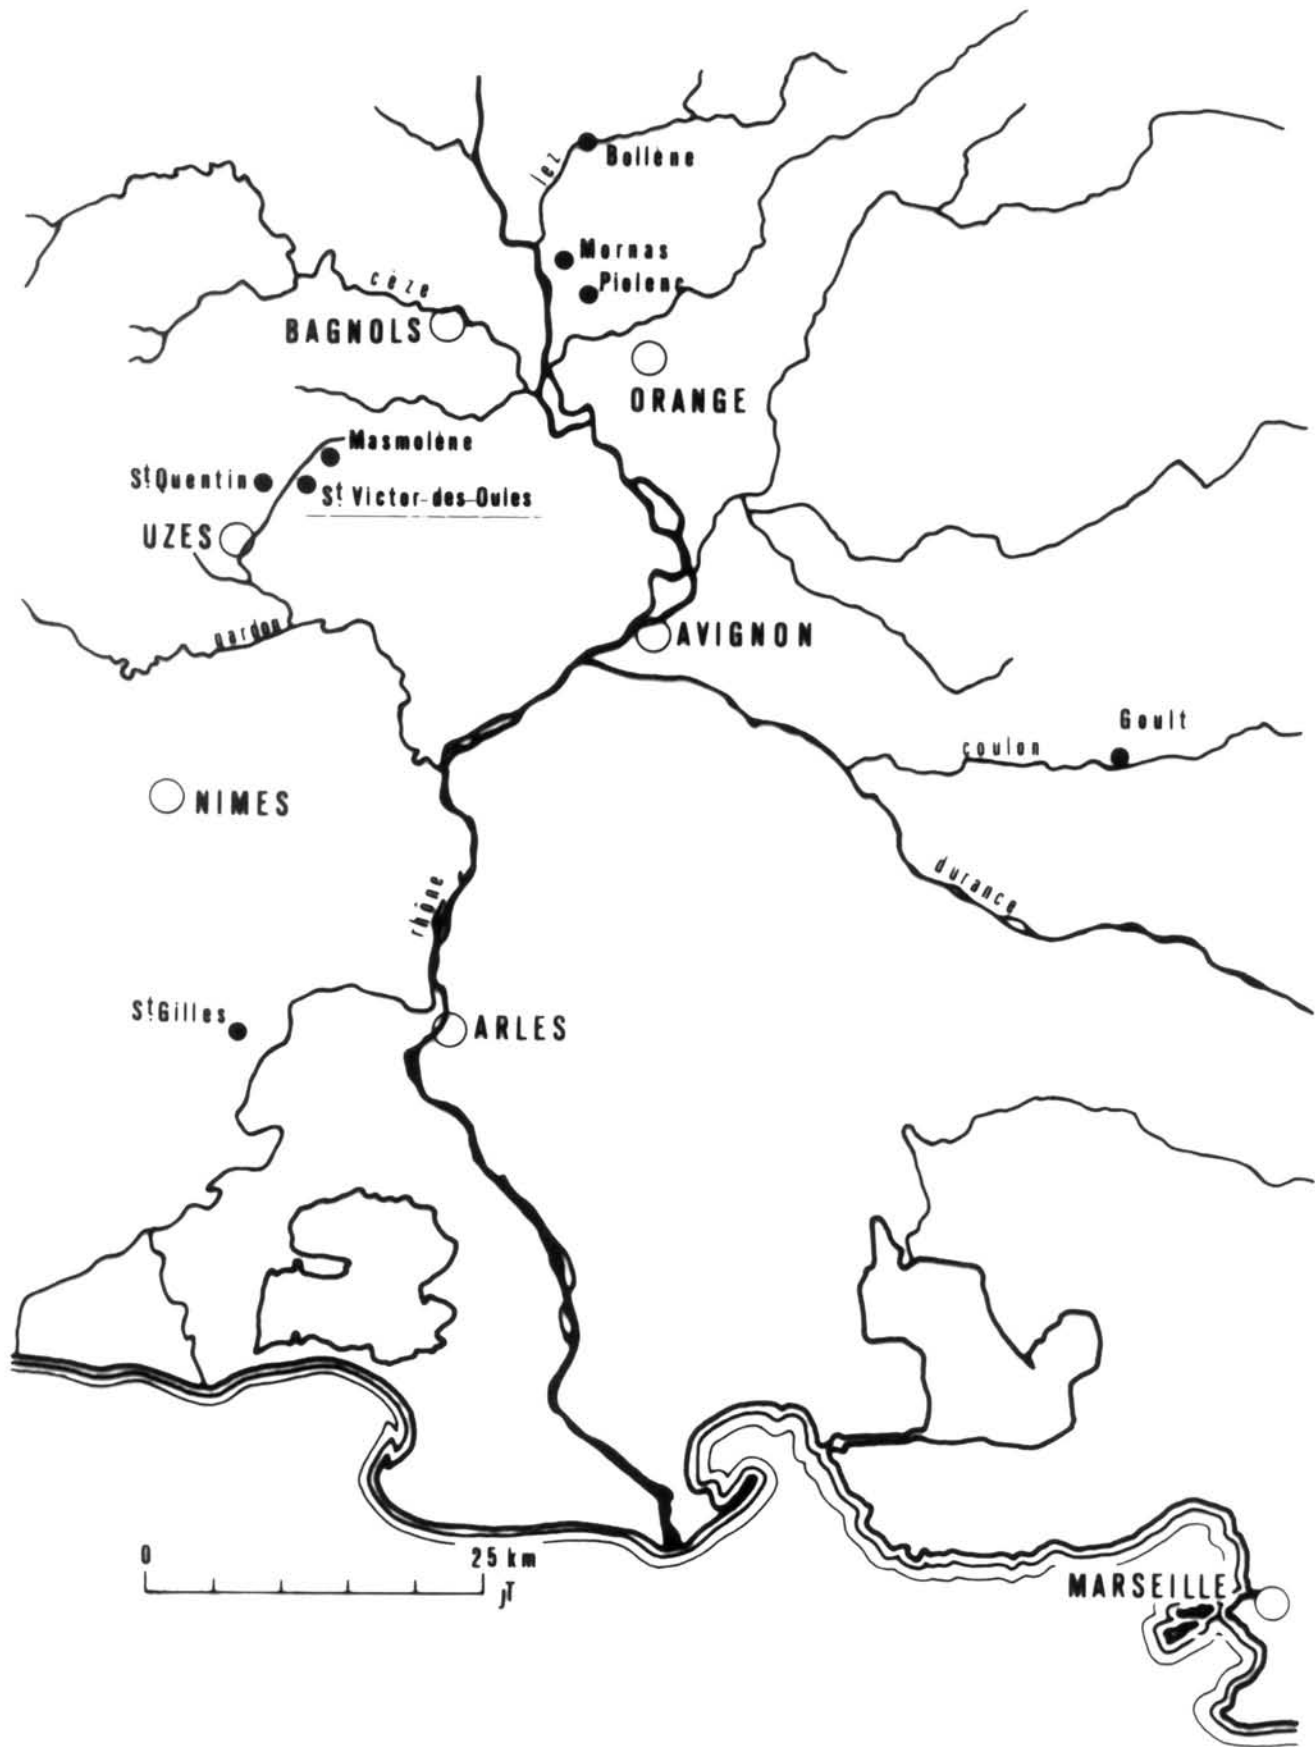 lez
Bollène
Mornas
Piolenc
cèze
BAGNOLS
ORANGE
Masmolène
St Quentin
St Victor-des-Oules
UZES
gardon
AVIGNON
Goult
coulon
NIMES
durance
rhône
St Gilles
ARLES
0 25 km
JT
MARSEILLE